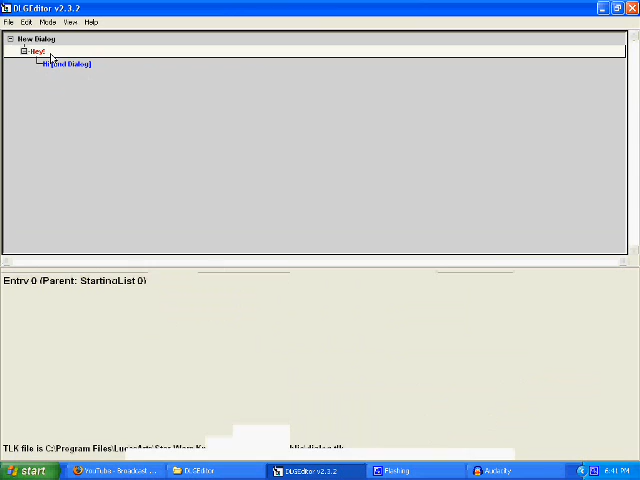 DLGEditor v2.3.2
File Edit Mode View Help
New Dialog
Hey!
Hi [End Dialog]
Entry 0 (Parent: StartingList 0)
TLK file is C:\Program Files\LucasArts\Star Wars dialog.tlk
start YouTube - Broadcast ... DLGEditor DLGEditor v2.3.2 Flashing Audacity 6:41 PM